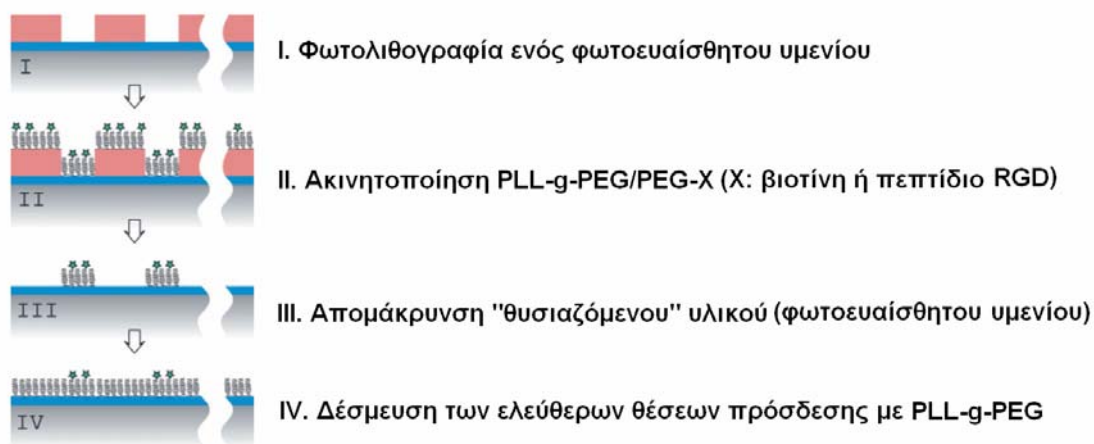 I
I. Φωτολιθογραφία ενός φωτοευαίσθητου υμενίου
II
II. Ακινητοποίηση PLL-g-PEG/PEG-X (X: βιοτίνη ή πεπτίδιο RGD)
III
III. Απομάκρυνση "θυσιαζόμενου" υλικού (φωτοευαίσθητου υμενίου)
IV
IV. Δέσμευση των ελεύθερων θέσεων πρόσδεσης με PLL-g-PEG